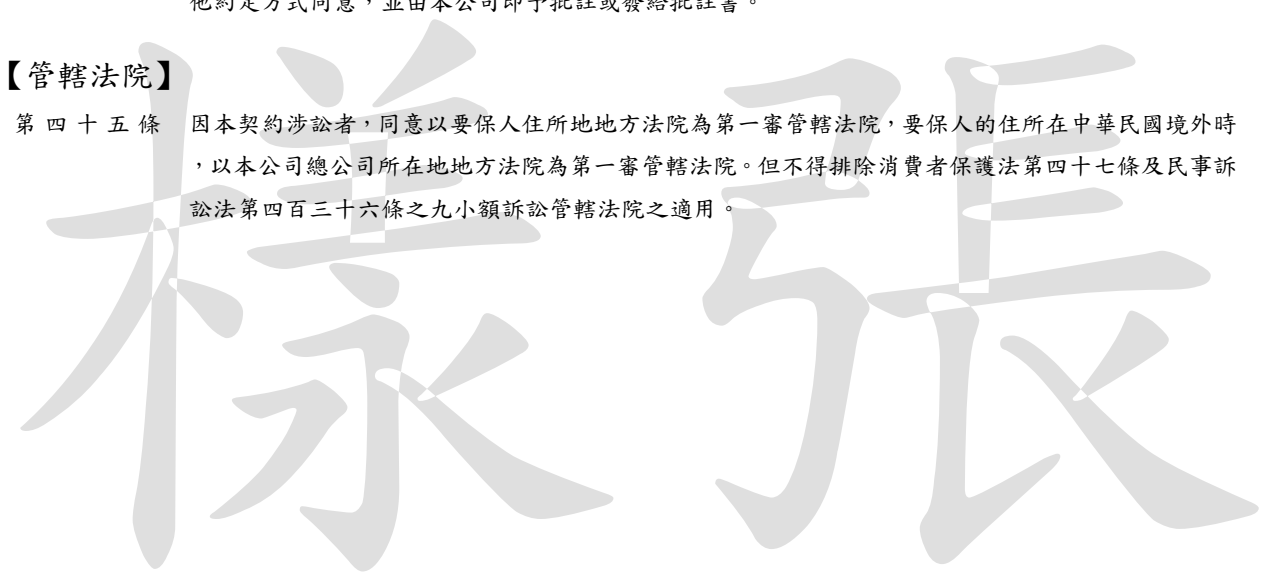 他約定方式同意，並由本公司即予批註或發給批註書。
【管轄法院】
第四十五條 因本契約涉訟者，同意以要保人住所地地方法院為第一審管轄法院，要保人的住所在中華民國境外時
，以本公司總公司所在地地方法院為第一審管轄法院。但不得排除消費者保護法第四十七條及民事訴
訟法第四百三十六條之九小額訴訟管轄法院之適用。
樣張